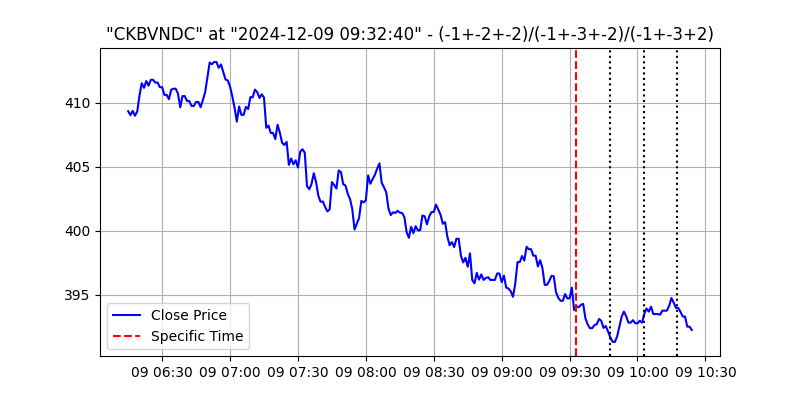 "CKBVNDC" at "2024-12-09 09:32:40" - (-1+-2+-2)/(-1+-3+-2)/(-1+-3+2)
410
405
400
395
Close Price
Specific Time
09 06:30 09 07:00 09 07:30 09 08:00 09 08:30 09 09:00 09 09:30 09 10:00 09 10:30